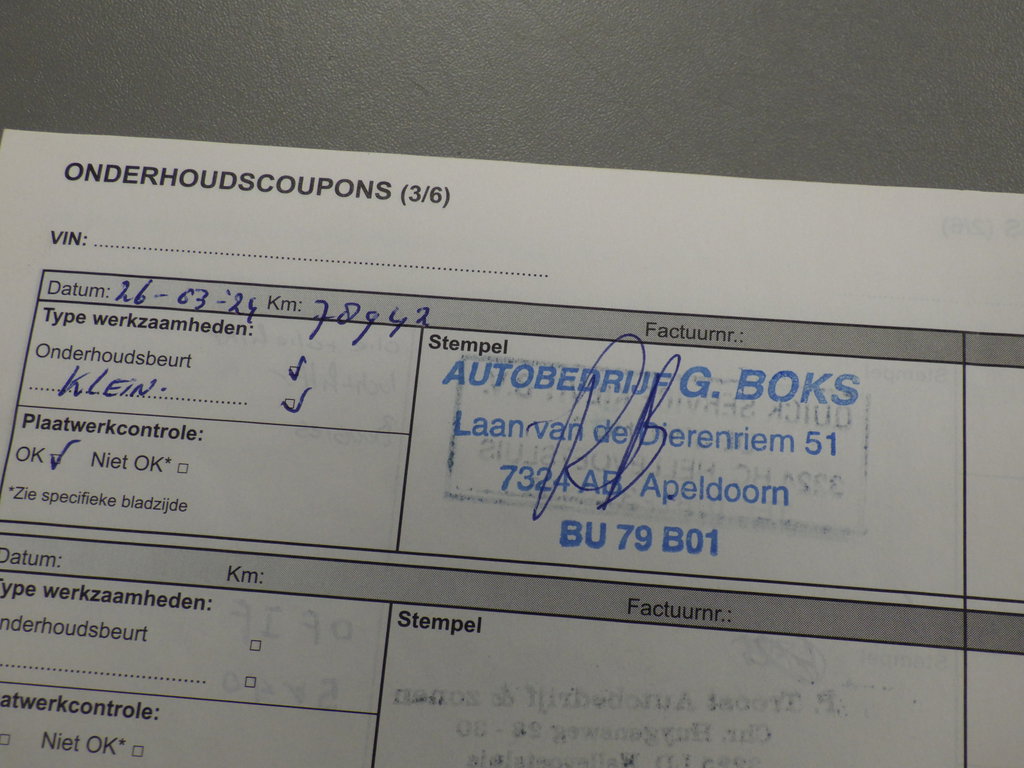 ONDERHOUDSCOUPONS (3/6)
VIN:
Datum: 26-03-'24 Km: 78942 Factuurnr.:
Type werkzaamheden:
Onderhoudsbeurt
KLEIN.
Plaatwerkcontrole:
OK Niet OK*
*Zie specifieke bladzijde
Stempel
AUTOBEDRIJF G. BOKS
Laan van de Dierenriem 51
7324 AB Apeldoorn
BU 79 B01
Datum: Km: Factuurnr.:
ype werkzaamheden:
nderhoudsbeurt
aatwerkcontrole:
Niet OK*
Stempel